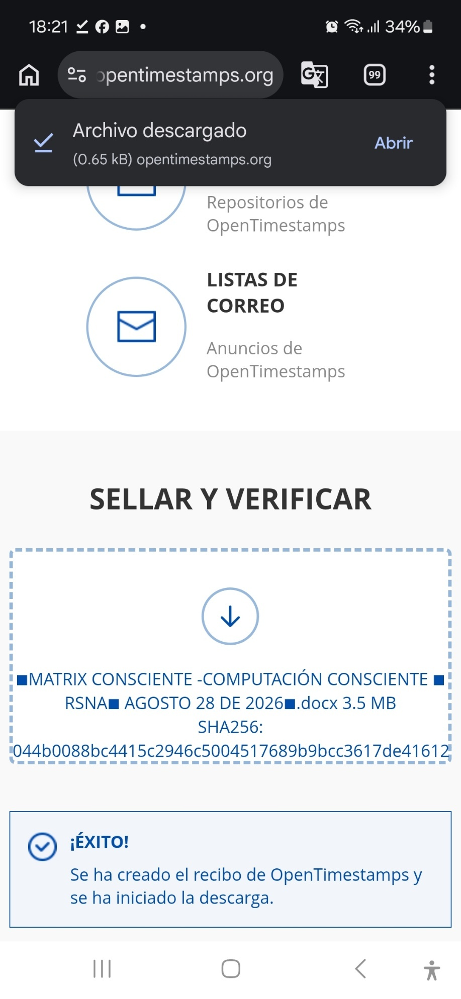 18:21
34%
opentimestamps.org
99
Archivo descargado
Abrir
(0.65 kB) opentimestamps.org
Repositorios de
OpenTimestamps
LISTAS DE
CORREO
Anuncios de
OpenTimestamps
SELLAR Y VERIFICAR
■MATRIX CONSCIENTE -COMPUTACIÓN CONSCIENTE ■
RSNA■ AGOSTO 28 DE 2026■.docx 3.5 MB
SHA256:
044b0088bc4415c2946c5004517689b9bcc3617de41612
¡ÉXITO!
Se ha creado el recibo de OpenTimestamps y
se ha iniciado la descarga.